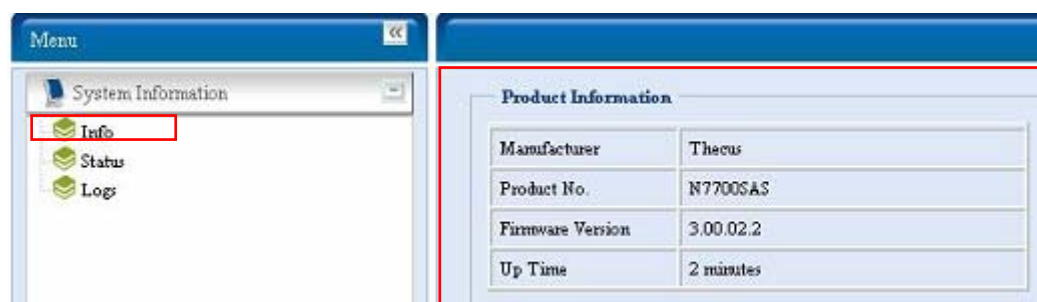 Menu
System Information
Info
Status
Logs
Product Information
Manufacturer Thecus
Product No. N7700SAS
Firmware Version 3.00.02.2
Up Time 2 minutes